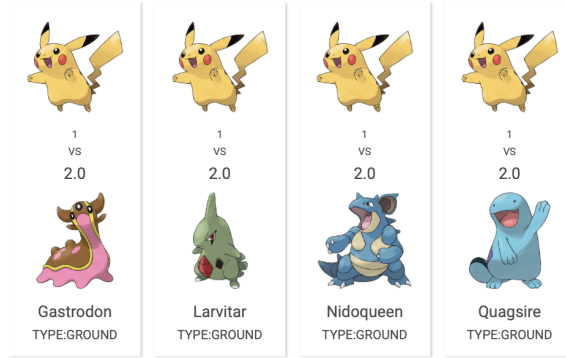 1
vs
2.0
Gastrodon
TYPE:GROUND
1
vs
2.0
Larvitar
TYPE:GROUND
1
vs
2.0
Nidoqueen
TYPE:GROUND
1
vs
2.0
Quagsire
TYPE:GROUND